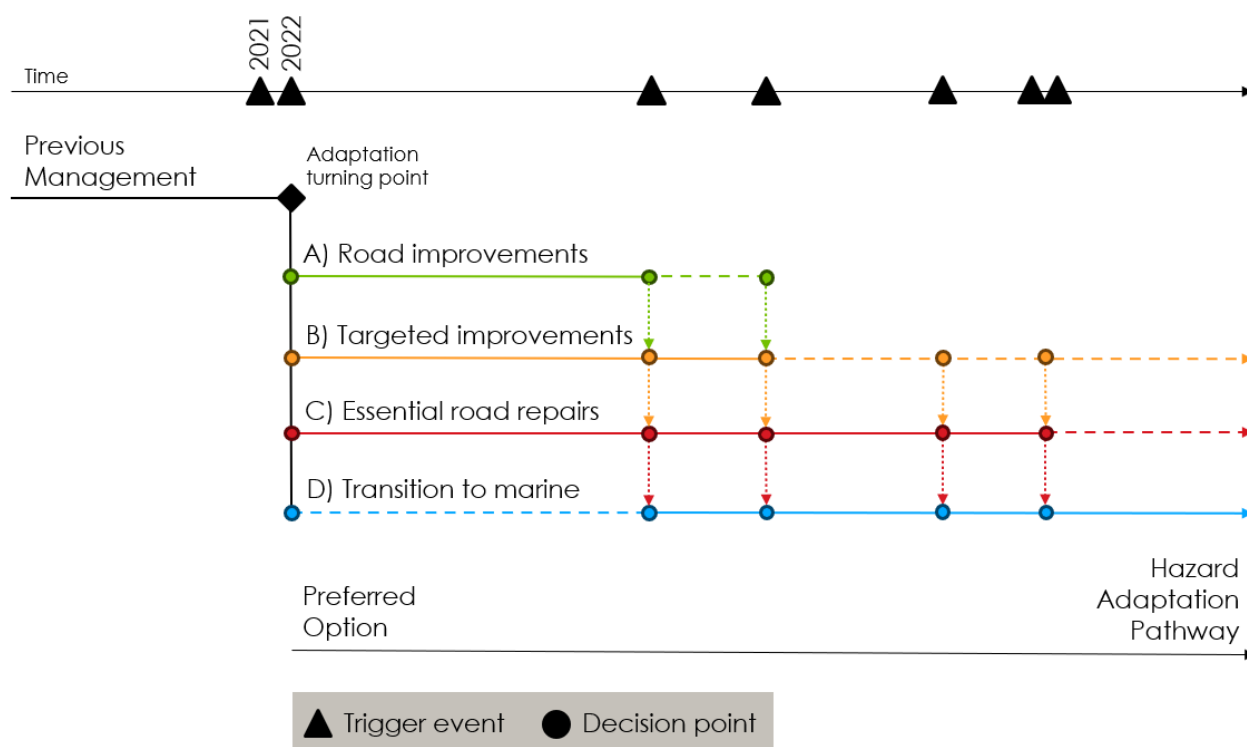 2021
2022
Time
Previous
Management
Adaptation
turning point
A) Road improvements
B) Targeted improvements
C) Essential road repairs
D) Transition to marine
Preferred
Option
Hazard
Adaptation
Pathway
Trigger event
Decision point